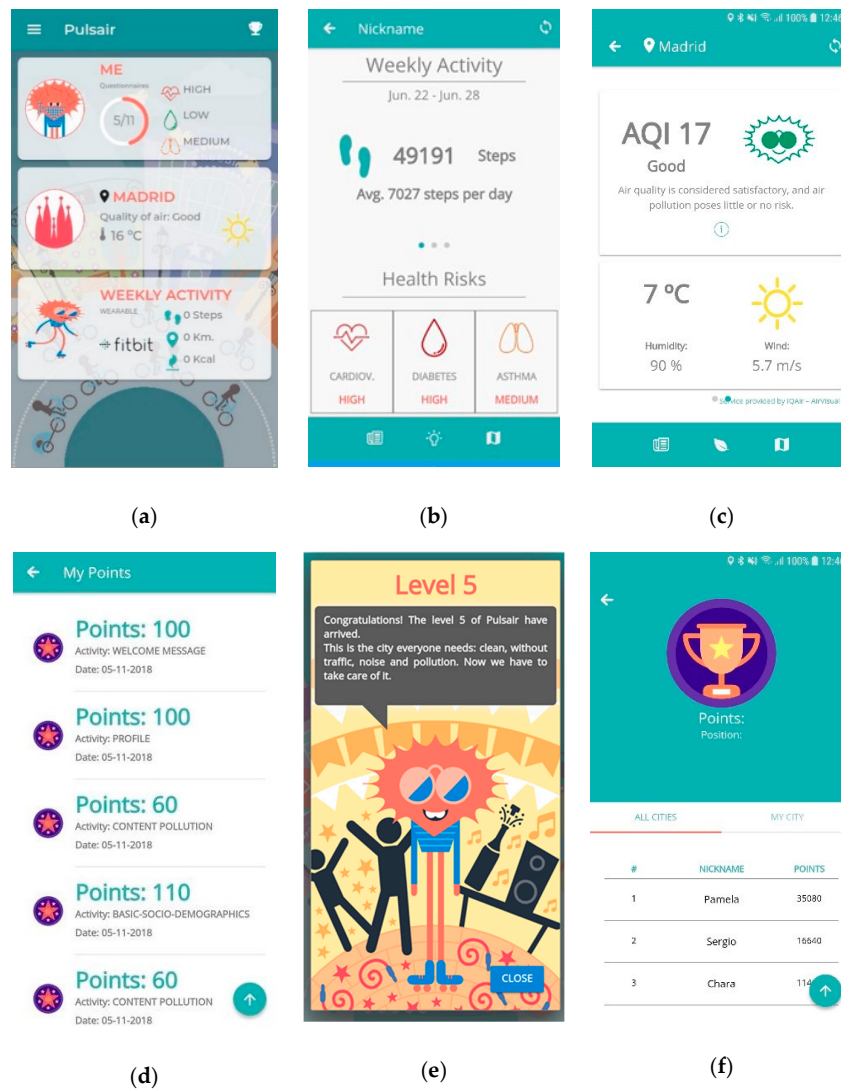 Pulsair
ME
Questionnaires
5/11
HIGH
LOW
MEDIUM
MADRID
Quality of air: Good
16 ºC
WEEKLY ACTIVITY
WEARABLE
fitbit
0 Steps
0 Km.
0 Kcal
(a)
Nickname
Weekly Activity
Jun. 22 - Jun. 28
49191 Steps
Avg. 7027 steps per day
Health Risks
CARDIOV. DIABETES ASTHMA
HIGH HIGH MEDIUM
(b)
100% 12:46
Madrid
AQI 17
Good
Air quality is considered satisfactory, and air
pollution poses little or no risk.
7 ºC
Humidity: Wind:
90 % 5.7 m/s
Service provided by IQAir – AirVisual
(c)
My Points
Points: 100
Activity: WELCOME MESSAGE
Date: 05-11-2018
Points: 100
Activity: PROFILE
Date: 05-11-2018
Points: 60
Activity: CONTENT POLLUTION
Date: 05-11-2018
Points: 110
Activity: BASIC-SOCIO-DEMOGRAPHICS
Date: 05-11-2018
Points: 60
Activity: CONTENT POLLUTION
Date: 05-11-2018
(d)
Level 5
Congratulations! The level 5 of Pulsair have
arrived.
This is the city everyone needs: clean, without
traffic, noise and pollution. Now we have to
take care of it.
CLOSE
(e)
100% 12:46
Points:
Position:
ALL CITIES MY CITY
# NICKNAME POINTS
1 Pamela 35080
2 Sergio 16640
3 Chara
(f)